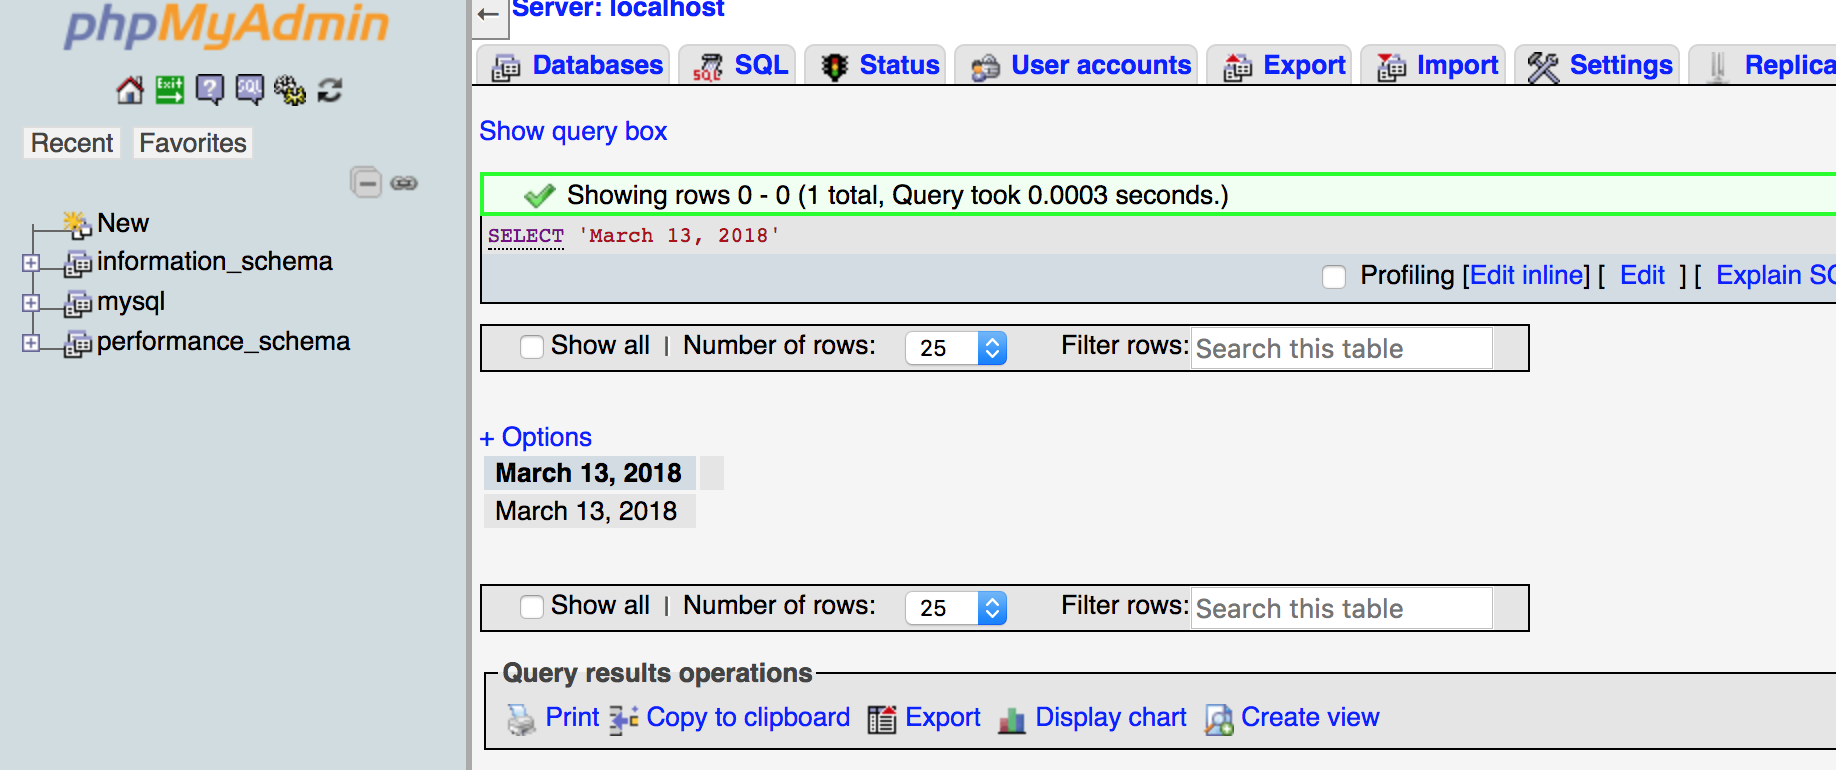 phpMyAdmin
Exit
SQL
Recent Favorites
New
information_schema
mysql
performance_schema
Server: localhost
Databases SQL Status User accounts Export Import Settings Replica
Show query box
Showing rows 0 - 0 (1 total, Query took 0.0003 seconds.)
SELECT 'March 13, 2018'
Profiling [Edit inline] [ Edit ] [ Explain SQ
Show all | Number of rows: 25 Filter rows: Search this table
+ Options
March 13, 2018
March 13, 2018
Show all | Number of rows: 25 Filter rows: Search this table
Query results operations
Print Copy to clipboard Export Display chart Create view